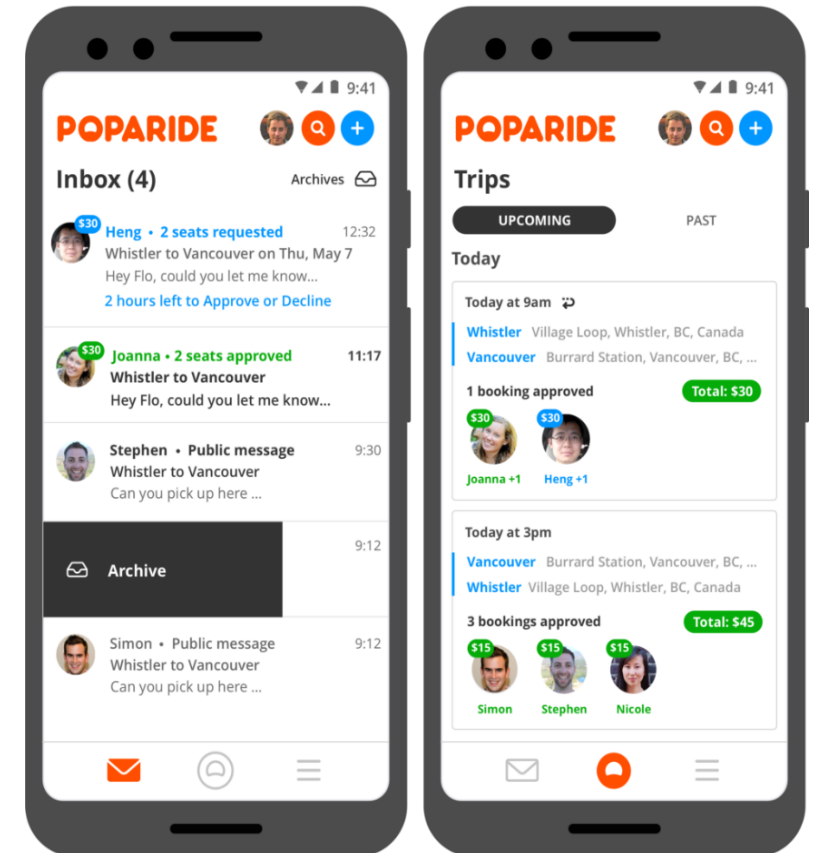 9:41
POPARIDE
Inbox (4)
Archives
$30
Heng • 2 seats requested
12:32
Whistler to Vancouver on Thu, May 7
Hey Flo, could you let me know...
2 hours left to Approve or Decline
$30
Joanna • 2 seats approved
11:17
Whistler to Vancouver
Hey Flo, could you let me know...
Stephen • Public message
9:30
Whistler to Vancouver
Can you pick up here ...
Archive
9:12
Simon • Public message
9:12
Whistler to Vancouver
Can you pick up here ...
9:41
POPARIDE
Trips
UPCOMING
PAST
Today
Today at 9am
Whistler Village Loop, Whistler, BC, Canada
Vancouver Burrard Station, Vancouver, BC, ...
1 booking approved
Total: $30
$30
$30
Joanna +1
Heng +1
Today at 3pm
Vancouver Burrard Station, Vancouver, BC, ...
Whistler Village Loop, Whistler, BC, Canada
3 bookings approved
Total: $45
$15
$15
$15
Simon
Stephen
Nicole